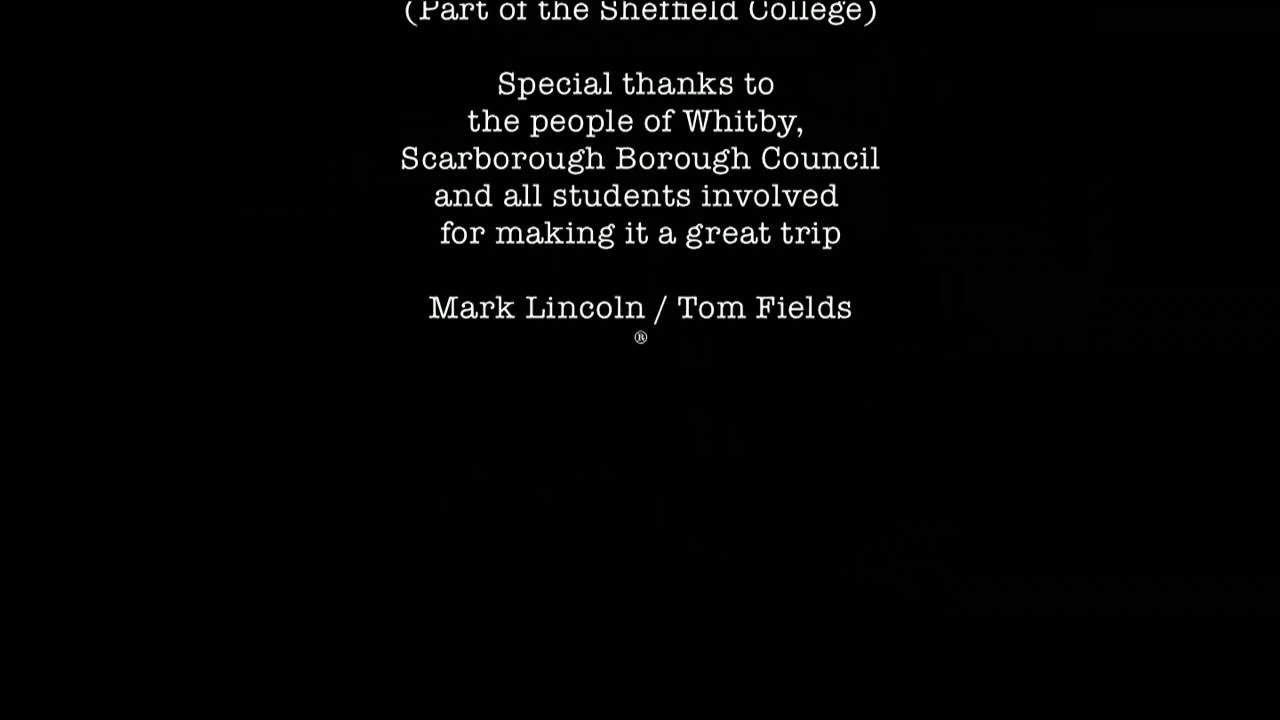 (Part of the Sheffield College)
Special thanks to
the people of Whitby,
Scarborough Borough Council
and all students involved
for making it a great trip
Mark Lincoln / Tom Fields
®